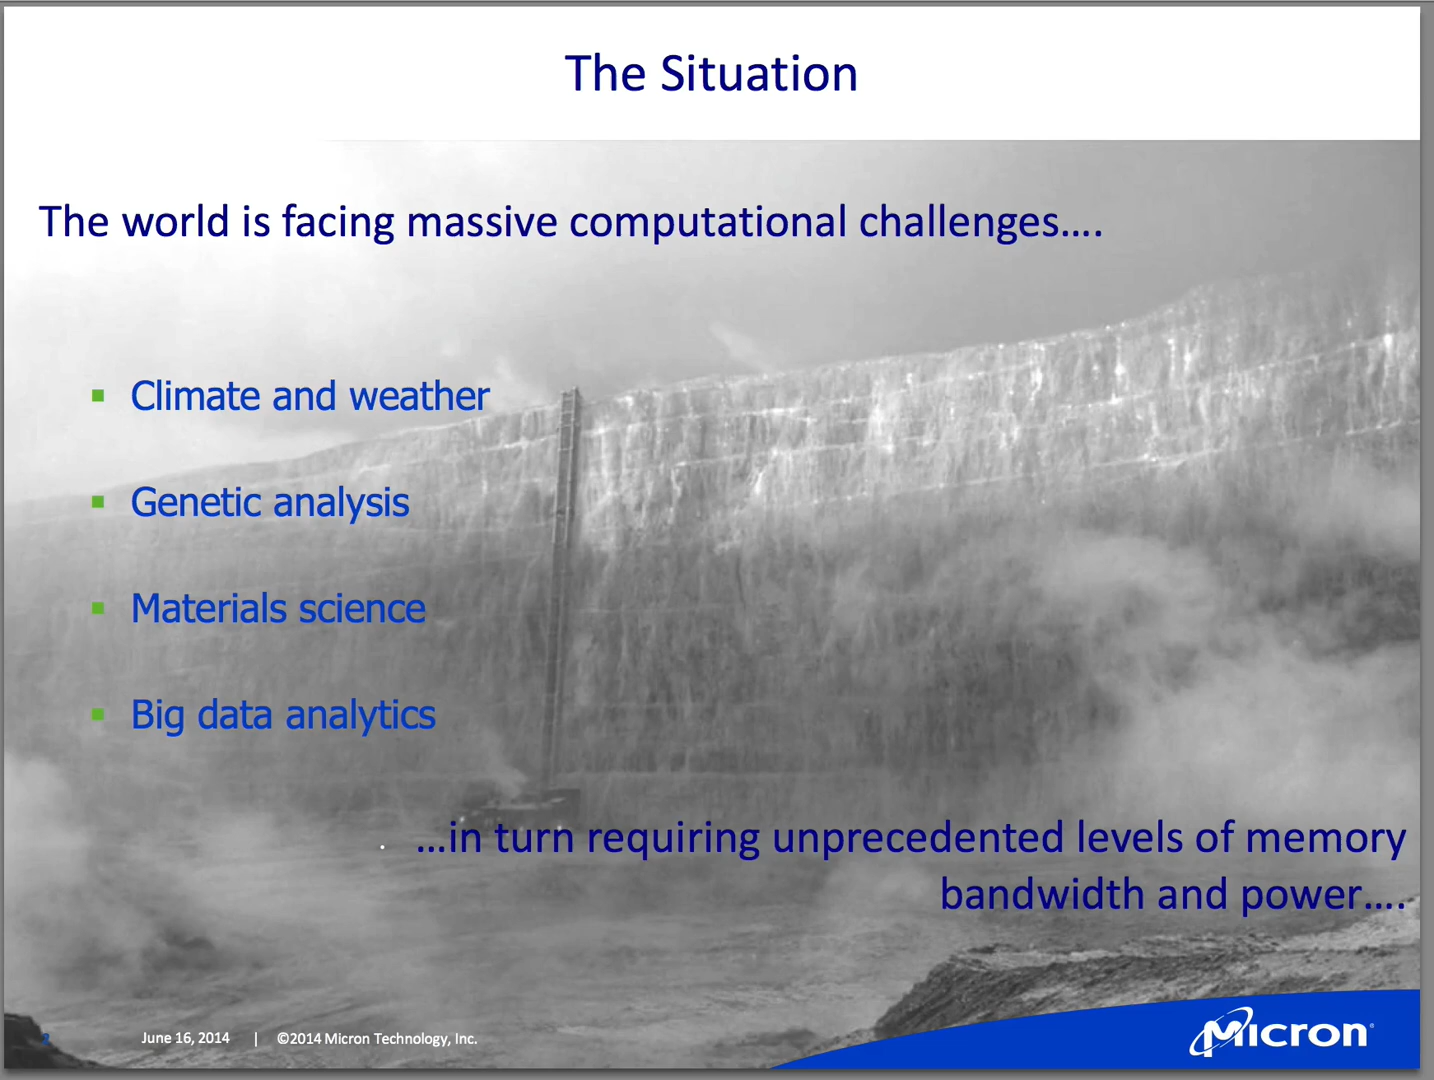 The Situation
The world is facing massive computational challenges....
▪ Climate and weather
▪ Genetic analysis
▪ Materials science
▪ Big data analytics
...in turn requiring unprecedented levels of memory
bandwidth and power....
2 June 16, 2014 | ©2014 Micron Technology, Inc.
Micron®